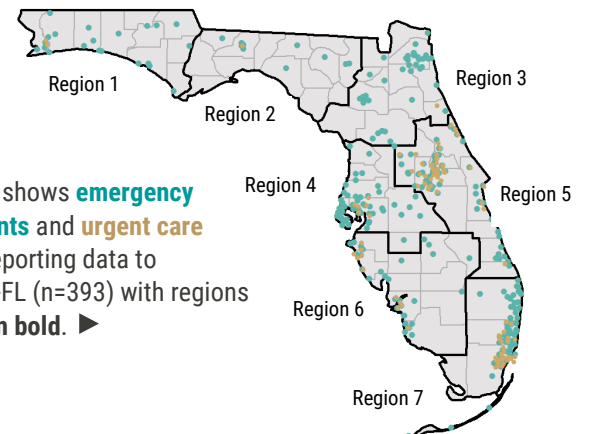 Region 1
Region 2
Region 3
Region 4
Region 5
shows emergency
nts and urgent care
eporting data to
FL (n=393) with regions
n bold. ▶
Region 6
Region 7